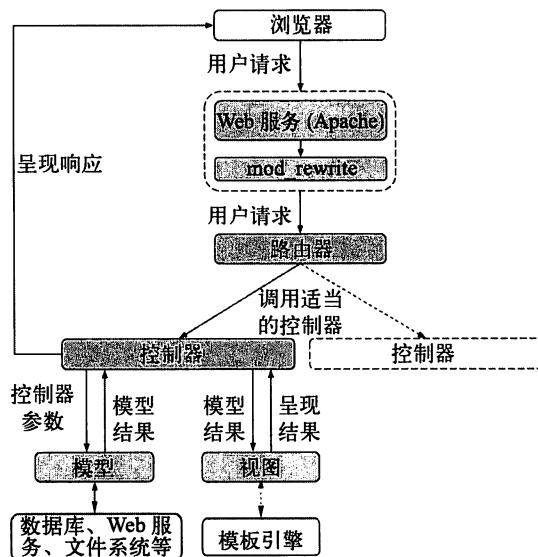 浏览器
用户请求
Web 服务 (Apache)
mod_rewrite
呈现响应
用户请求
路由器
调用适当
的控制器
控制器
控制器
控制器
参数
模型
结果
模型
结果
呈现
结果
模型
视图
数据库、Web 服
务、文件系统等
模板引擎